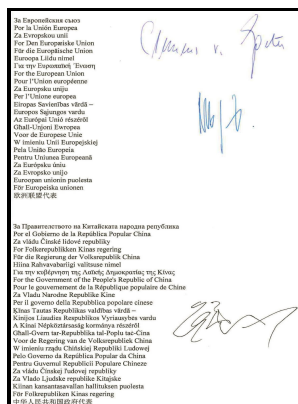 За Европейския съюз
Por la Unión Europea
Za Evropskou unii
For Den Europæiske Union
Für die Europäische Union
Euroopa Liidu nimel
Για την Ευρωπαϊκή Ένωση
For the European Union
Pour l'Union européenne
Za Europsku uniju
Per l'Unione europea
Eiropas Savienības vārdā –
Europos Sąjungos vardu
Az Európai Unió részéről
Għall-Unjoni Ewropea
Voor de Europese Unie
W imieniu Unii Europejskiej
Pela União Europeia
Pentru Uniunea Europeană
Za Európsku úniu
Za Evropsko unijo
Euroopan unionin puolesta
För Europeiska unionen
欧洲联盟代表
За Правителството на Китайската народна република
Por el Gobierno de la República Popular China
Za vládu Čínské lidové republiky
For Folkerepublikken Kinas regering
Für die Regierung der Volksrepublik China
Hiina Rahvavabariigi valitsuse nimel
Για την κυβέρνηση της Λαϊκής Δημοκρατίας της Κίνας
For the Government of the People's Republic of China
Pour le gouvernement de la République populaire de Chine
Za Vladu Narodne Republike Kine
Per il governo della Repubblica popolare cinese
Ķīnas Tautas Republikas valdības vārdā –
Kinijos Liaudies Respublikos Vyriausybės vardu
A Kínai Népköztársaság kormánya részéről
Għall-Gvern tar-Repubblika tal-Poplu taċ-Ċina
Voor de Regering van de Volksrepubliek China
W imieniu rządu Chińskiej Republiki Ludowej
Pelo Governo da República Popular da China
Pentru Guvernul Republicii Populare Chineze
Za vládu Čínskej ľudovej republiky
Za Vlado Ljudske republike Kitajske
Kiinan kansantasavallan hallituksen puolesta
För Folkrepubliken Kinas regering
中华人民共和国政府代表